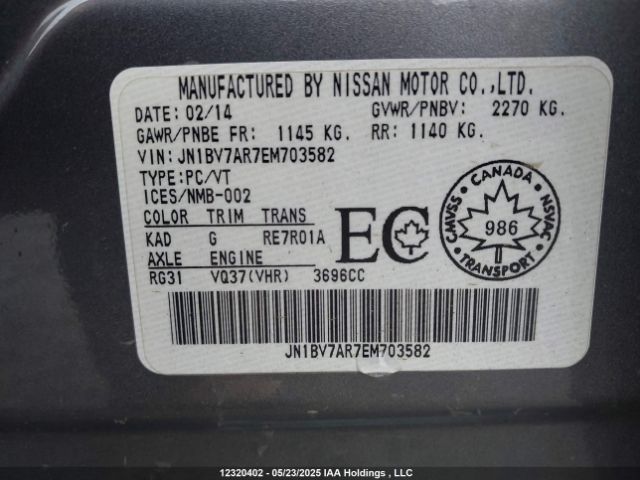 MANUFACTURED BY NISSAN MOTOR CO.,LTD.
DATE: 02/14 GVWR/PNBV: 2270 KG.
GAWR/PNBE FR: 1145 KG. RR: 1140 KG.
VIN: JN1BV7AR7EM703582
TYPE: PC/VT
ICES/NMB-002
COLOR TRIM TRANS
KAD G RE7R01A
AXLE ENGINE
RG31 VQ37(VHR) 3696CC
EC
CANADA
CMVSS NSVAC
986
TRANSPORT
JN1BV7AR7EM703582
12320402 - 05/23/2025 IAA Holdings , LLC